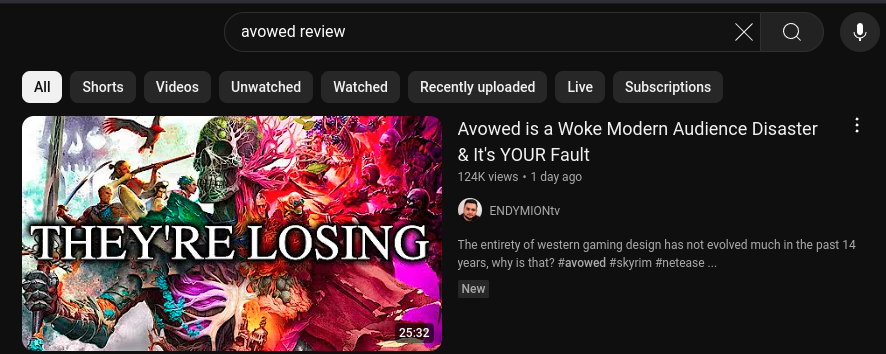 avowed review
All
Shorts
Videos
Unwatched
Watched
Recently uploaded
Live
Subscriptions
THEY'RE LOSING
25:32
Avowed is a Woke Modern Audience Disaster
& It's YOUR Fault
124K views • 1 day ago
ENDYMIONtv
The entirety of western gaming design has not evolved much in the past 14
years, why is that? #avowed #skyrim #netease ...
New